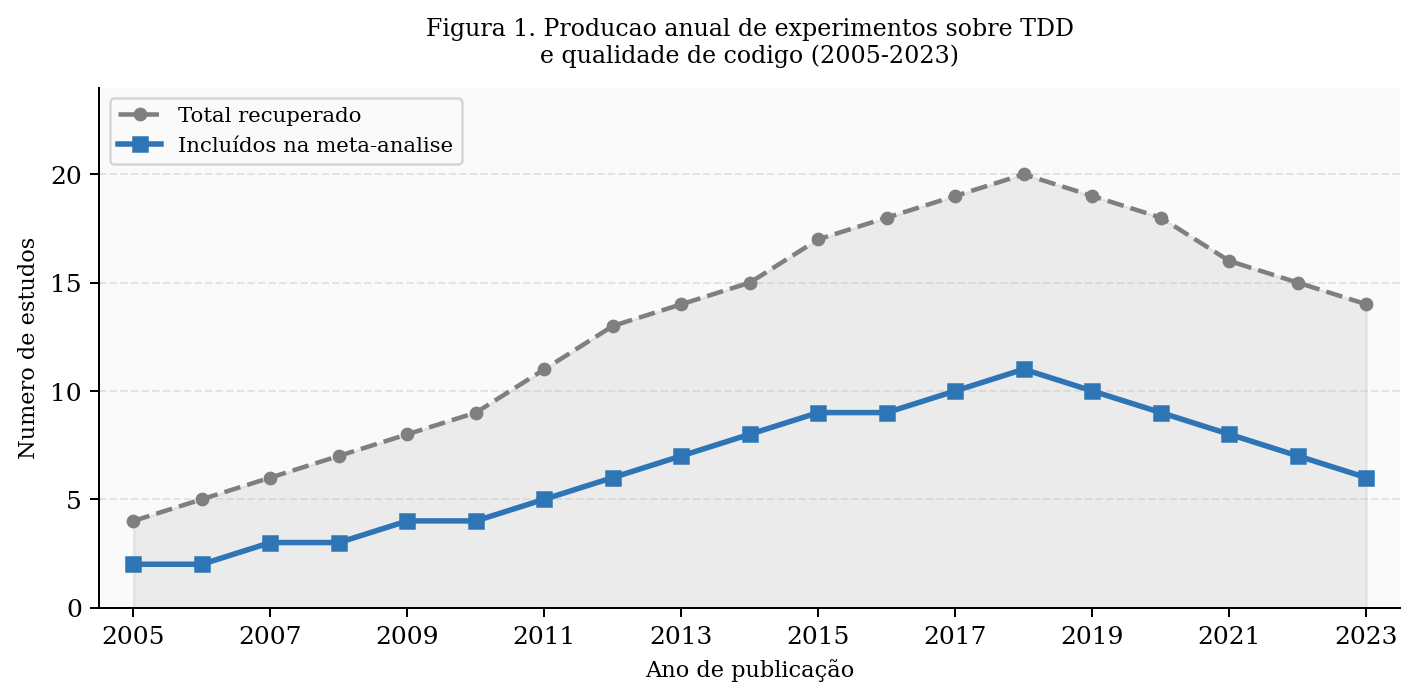 Figura 1. Producao anual de experimentos sobre TDD
e qualidade de codigo (2005-2023)
Total recuperado
Incluídos na meta-analise
Numero de estudos
20
15
10
5
0
2005 2007 2009 2011 2013 2015 2017 2019 2021 2023
Ano de publicação